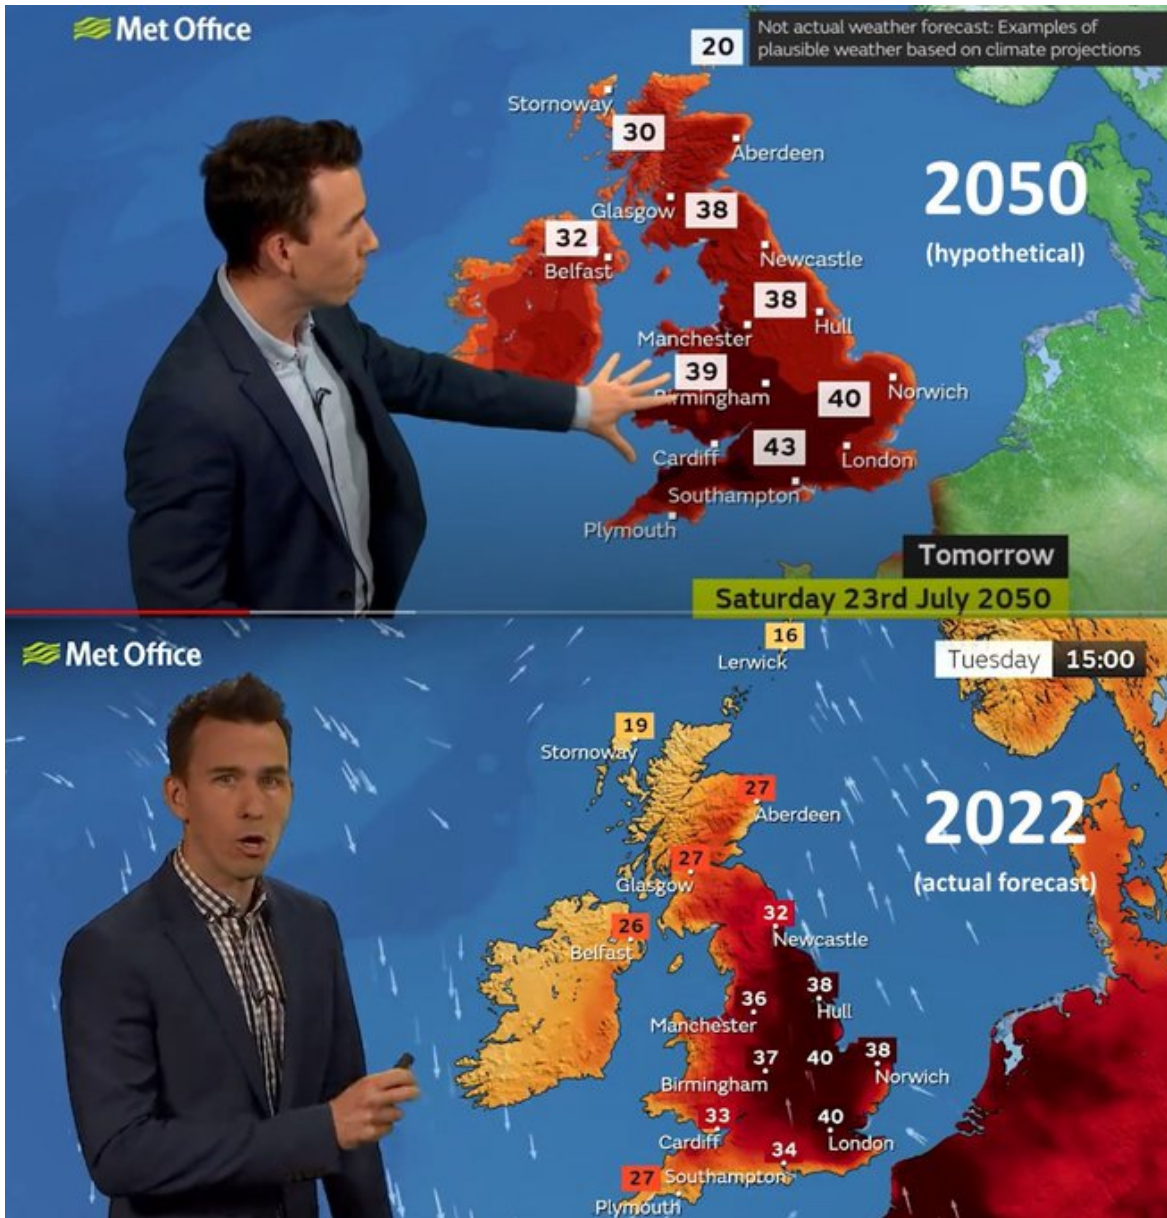 Met Office
Not actual weather forecast: Examples of
plausible weather based on climate projections
20
Stornoway
30
Aberdeen
2050
(hypothetical)
Glasgow
38
32
Belfast
Newcastle
38
Manchester
Hull
39
Birmingham
40
Norwich
43
Cardiff
London
Southampton
Plymouth
Tomorrow
Saturday 23rd July 2050
Met Office
16
Lerwick
Tuesday 15:00
19
Stornoway
27
Aberdeen
2022
(actual forecast)
27
Glasgow
26
Belfast
32
Newcastle
36
Manchester
38
Hull
37
Birmingham
40
38
Norwich
33
Cardiff
40
London
34
Southampton
27
Plymouth